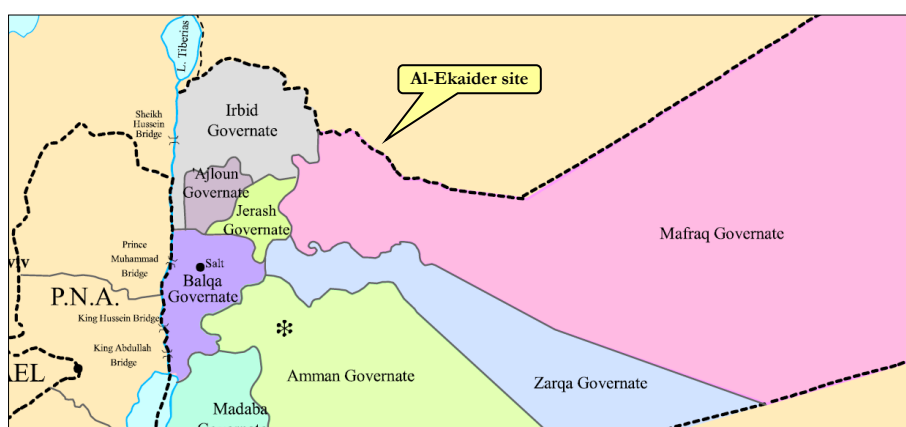 L. Tiberias
Al-Ekaider site
Irbid
Governate
Sheikh
Hussein
Bridge
'Ajloun
Governate
Jerash
Governate
Mafraq Governate
Prince
Muhammad
Bridge
Salt
Balqa
Governate
P.N.A.
King Hussein Bridge
King Abdullah
Bridge
Amman Governate
Zarqa Governate
Madaba